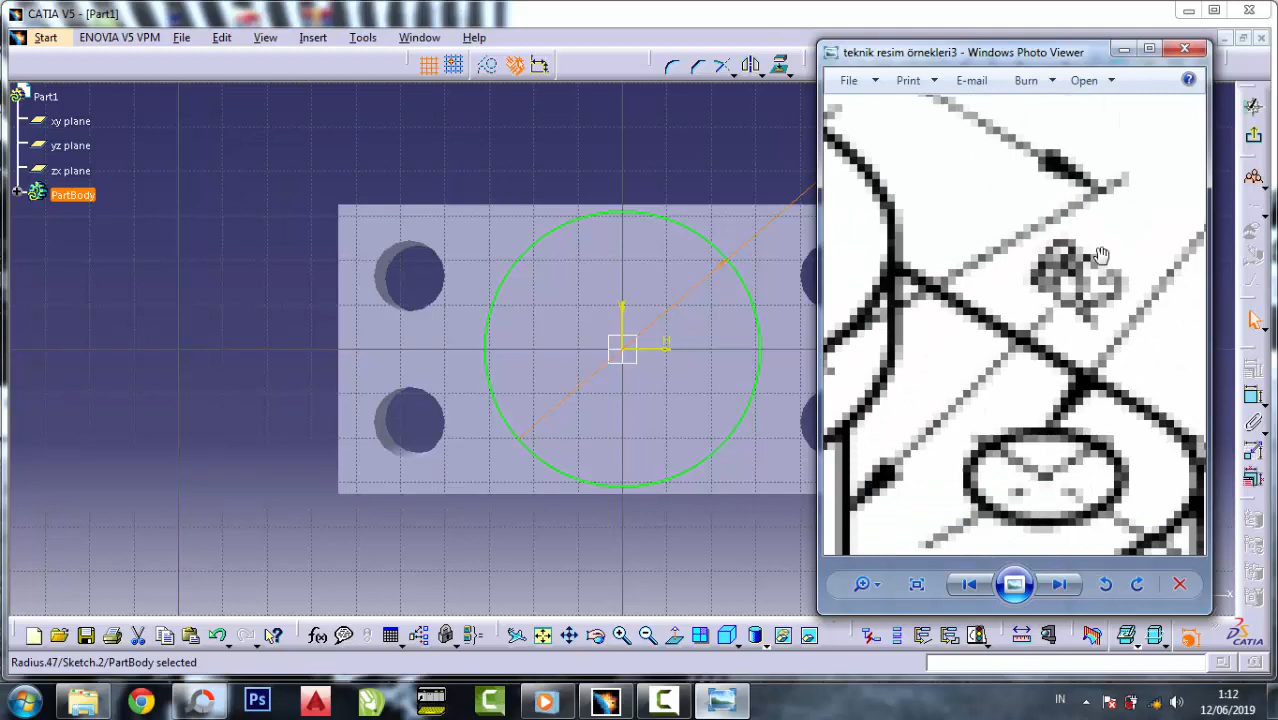 CATIA V5 - [Part1]
Start ENOVIA V5 VPM File Edit View Insert Tools Window Help
teknik resim örnekleri3 - Windows Photo Viewer
File Print E-mail Burn Open
Part1
xy plane
yz plane
zx plane
PartBody
H
f(x)
CATIA
Radius.47/Sketch.2/PartBody selected
Ps
IN
1:12
12/06/2019